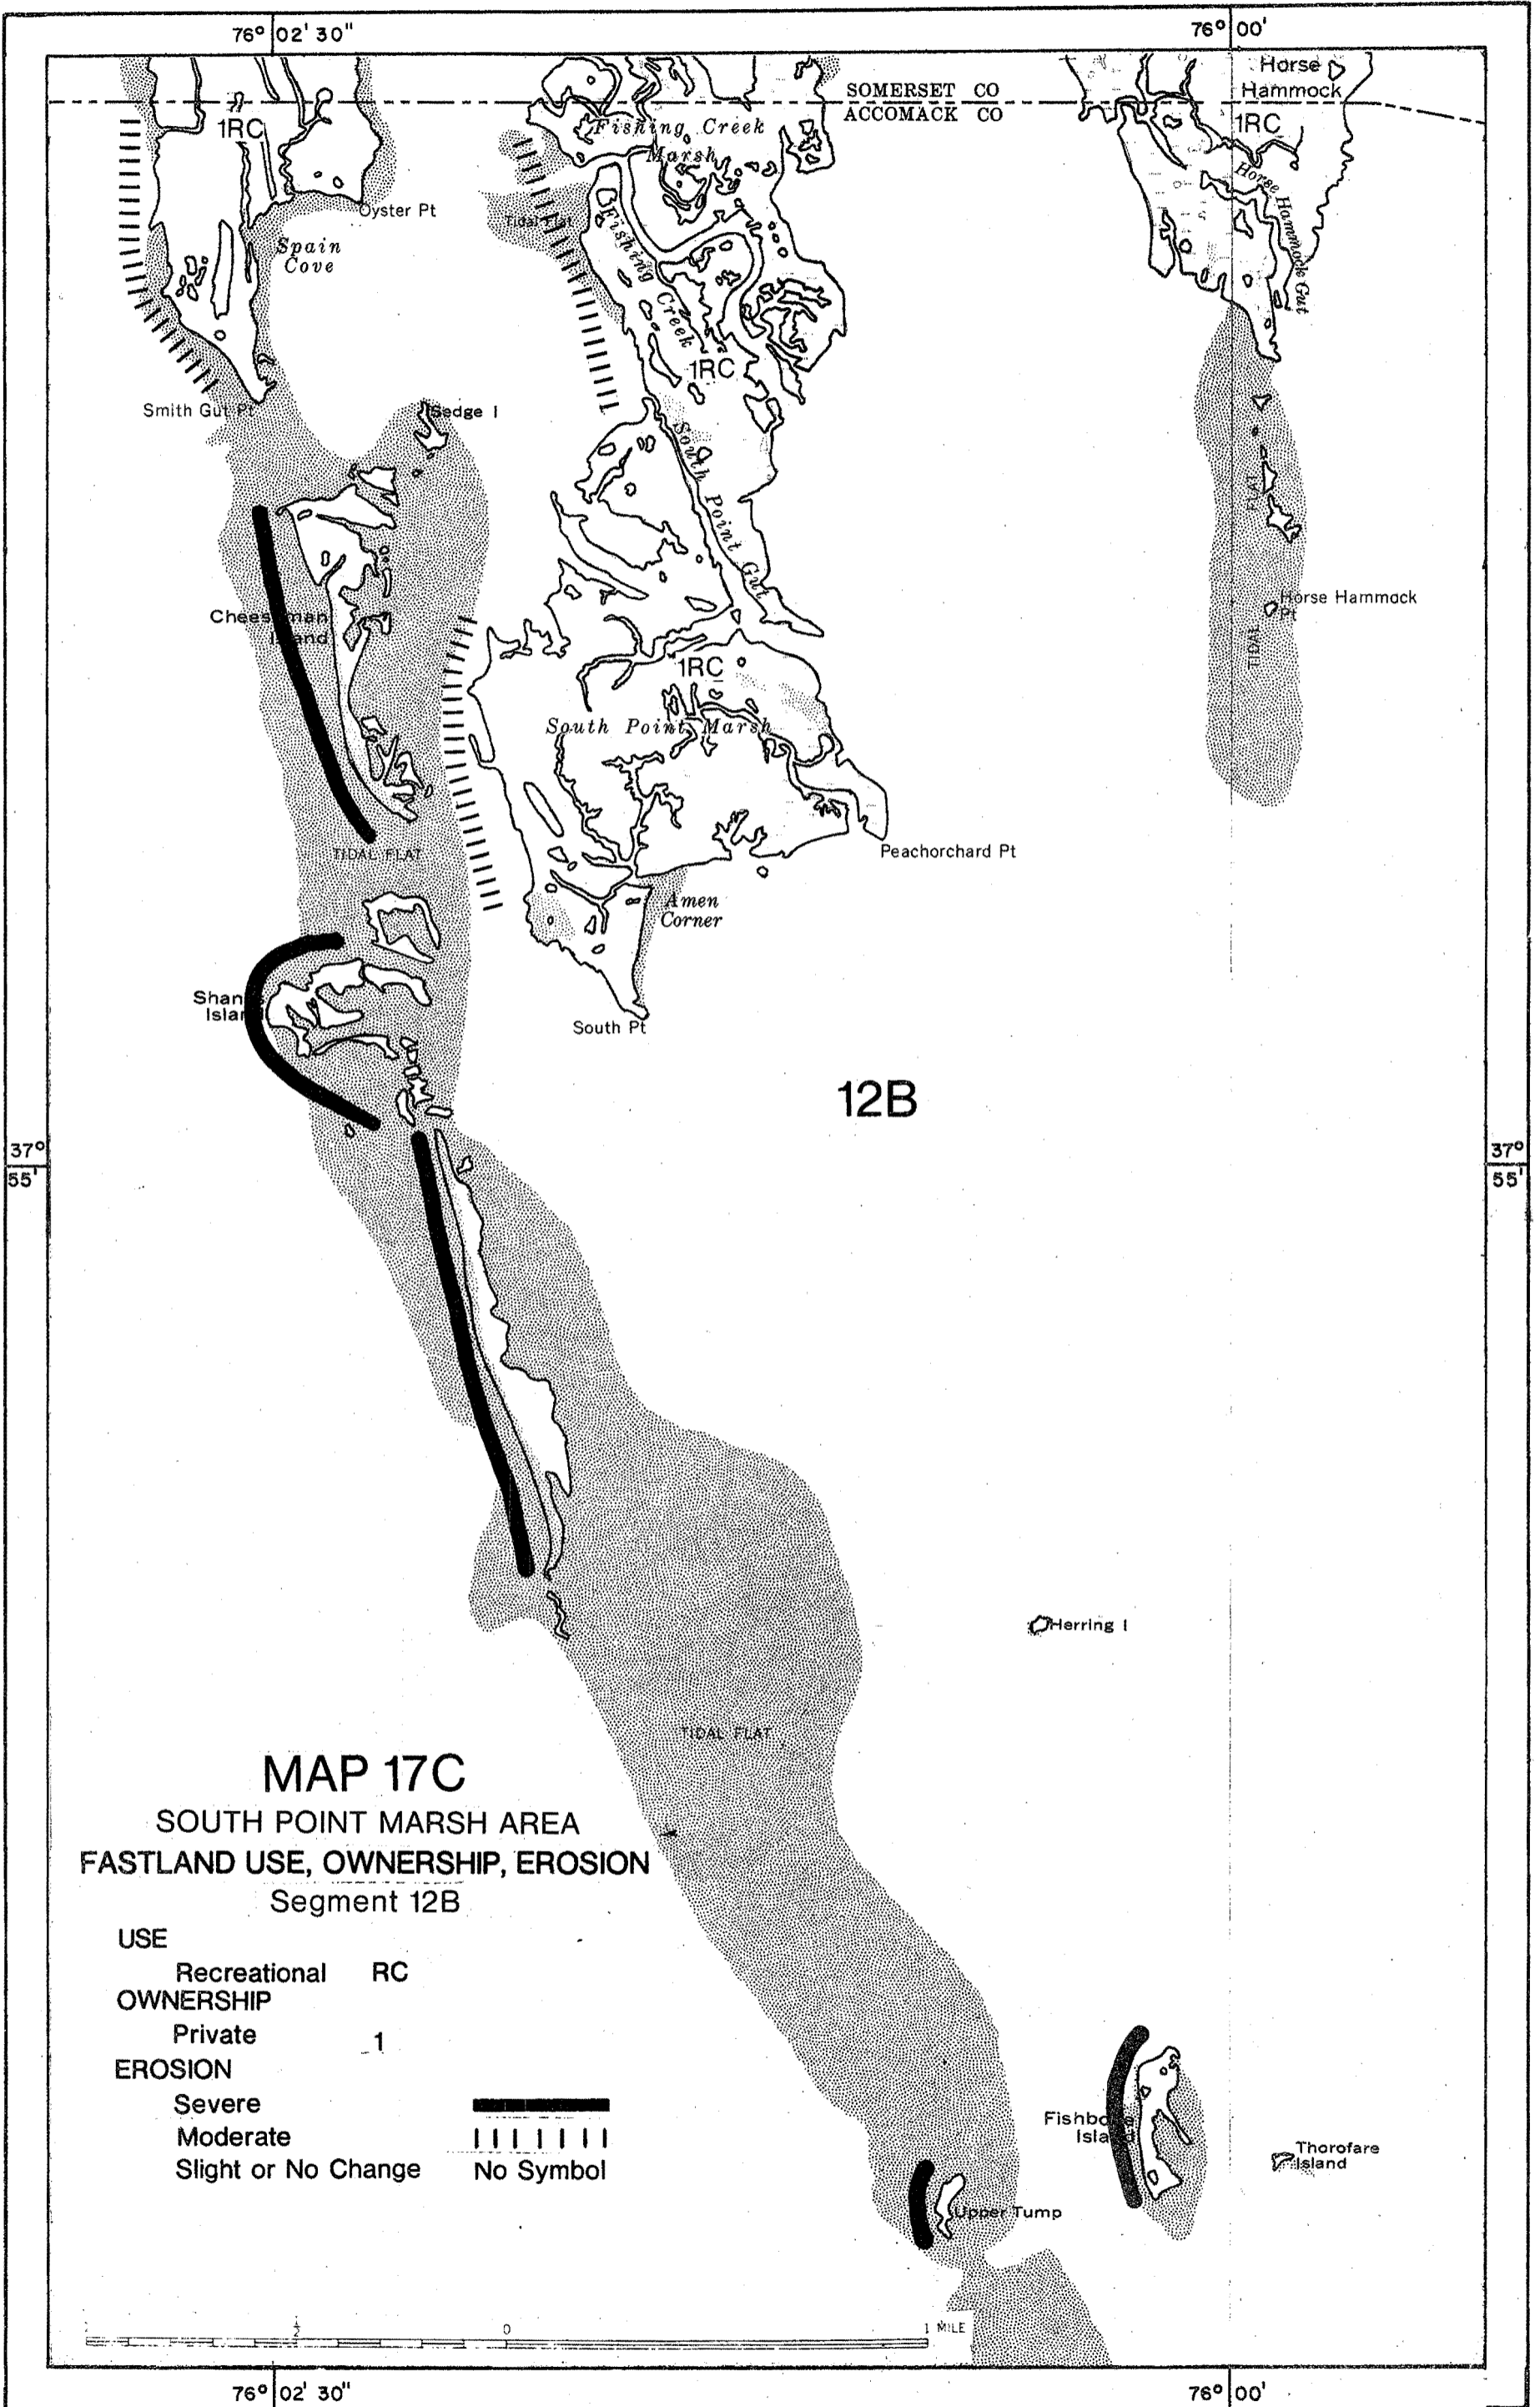 76° 02' 30"
76° 00'
Horse
Hammock
SOMERSET CO
ACCOMACK CO
1RC
Fishing Creek
Marsh
1RC
Horse Hammock Gut
Oyster Pt
Tidal Flat
Spain
Cove
Fishing Creek
1RC
Smith Gut Pt
Sedge I
South Point Gut
FLAT
TIDAL
Horse Hammock
Pt
Island
1RC
South Point Marsh
TIDAL FLAT
Peachorchard Pt
Amen
Corner
Island
South Pt
12B
37°
55'
37°
55'
Herring I
TIDAL FLAT
MAP 17C
SOUTH POINT MARSH AREA
FASTLAND USE, OWNERSHIP, EROSION
Segment 12B
USE
Recreational RC
OWNERSHIP
Private 1
EROSION
Severe
Moderate
Slight or No Change No Symbol
Island
Thorofare
Island
Upper Tump
1/2 0 1 MILE
76° 02' 30"
76° 00'